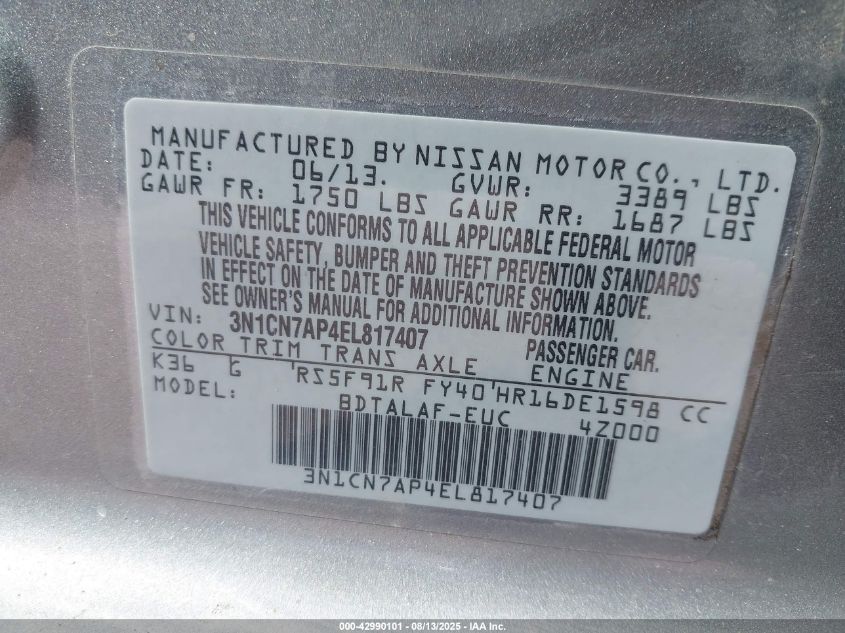 MANUFACTURED BY NISSAN MOTOR CO., LTD.
DATE: 06/13. GVWR: 3389 LBS
GAWR FR: 1750 LBS GAWR RR: 1687 LBS
THIS VEHICLE CONFORMS TO ALL APPLICABLE FEDERAL MOTOR
VEHICLE SAFETY, BUMPER AND THEFT PREVENTION STANDARDS
IN EFFECT ON THE DATE OF MANUFACTURE SHOWN ABOVE.
SEE OWNER'S MANUAL FOR ADDITIONAL INFORMATION.
VIN: 3N1CN7AP4EL817407 PASSENGER CAR.
COLOR TRIM TRANS AXLE ENGINE
K36 G 'RS5F91R FY40'HR16DE1598 CC
MODEL: BDTALAF-EUC 4Z000
3N1CN7AP4EL817407
000-42990101 - 08/13/2025 - IAA Inc.